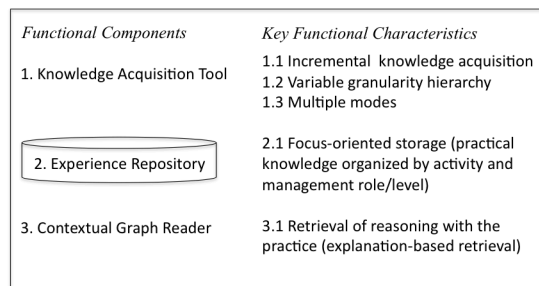 Functional Components
Key Functional Characteristics
1. Knowledge Acquisition Tool
1.1 Incremental knowledge acquisition
1.2 Variable granularity hierarchy
1.3 Multiple modes
2. Experience Repository
2.1 Focus-oriented storage (practical
knowledge organized by activity and
management role/level)
3. Contextual Graph Reader
3.1 Retrieval of reasoning with the
practice (explanation-based retrieval)